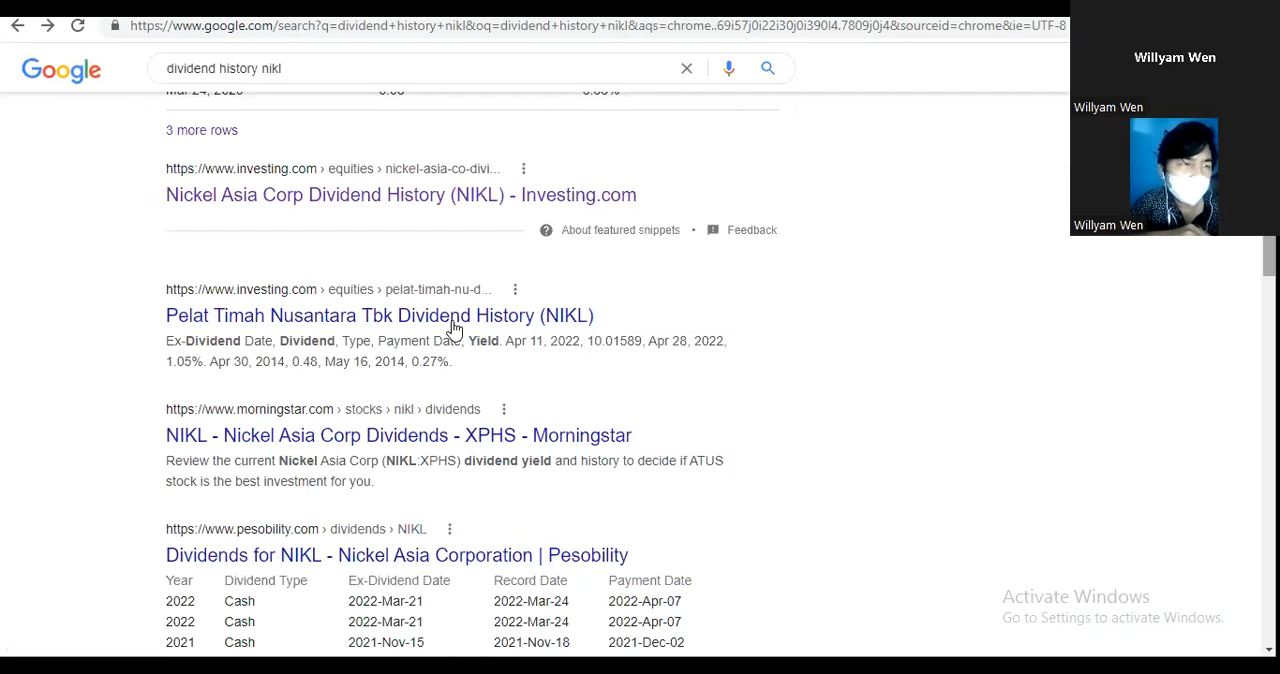 https://www.google.com/search?q=dividend+history+nikl&oq=dividend+history+nikl&aqs=chrome..69i57j0i22i30j0i390l4.7809j0j4&sourceid=chrome&ie=UTF-8
Willyam Wen
Google
dividend history nikl
Willyam Wen
3 more rows
https://www.investing.com › equities › nickel-asia-co-divi...
Nickel Asia Corp Dividend History (NIKL) - Investing.com
Willyam Wen
About featured snippets • Feedback
https://www.investing.com › equities › pelat-timah-nu-d...
Pelat Timah Nusantara Tbk Dividend History (NIKL)
Ex-Dividend Date, Dividend, Type, Payment Date, Yield. Apr 11, 2022, 10.01589, Apr 28, 2022,
1.05%. Apr 30, 2014, 0.48, May 16, 2014, 0.27%.
https://www.morningstar.com › stocks › nikl › dividends
NIKL - Nickel Asia Corp Dividends - XPHS - Morningstar
Review the current Nickel Asia Corp (NIKL:XPHS) dividend yield and history to decide if ATUS
stock is the best investment for you.
https://www.pesobility.com › dividends › NIKL
Dividends for NIKL - Nickel Asia Corporation | Pesobility
Year Dividend Type Ex-Dividend Date Record Date Payment Date
2022 Cash 2022-Mar-21 2022-Mar-24 2022-Apr-07
2022 Cash 2022-Mar-21 2022-Mar-24 2022-Apr-07
2021 Cash 2021-Nov-15 2021-Nov-18 2021-Dec-02
Activate Windows
Go to Settings to activate Windows.